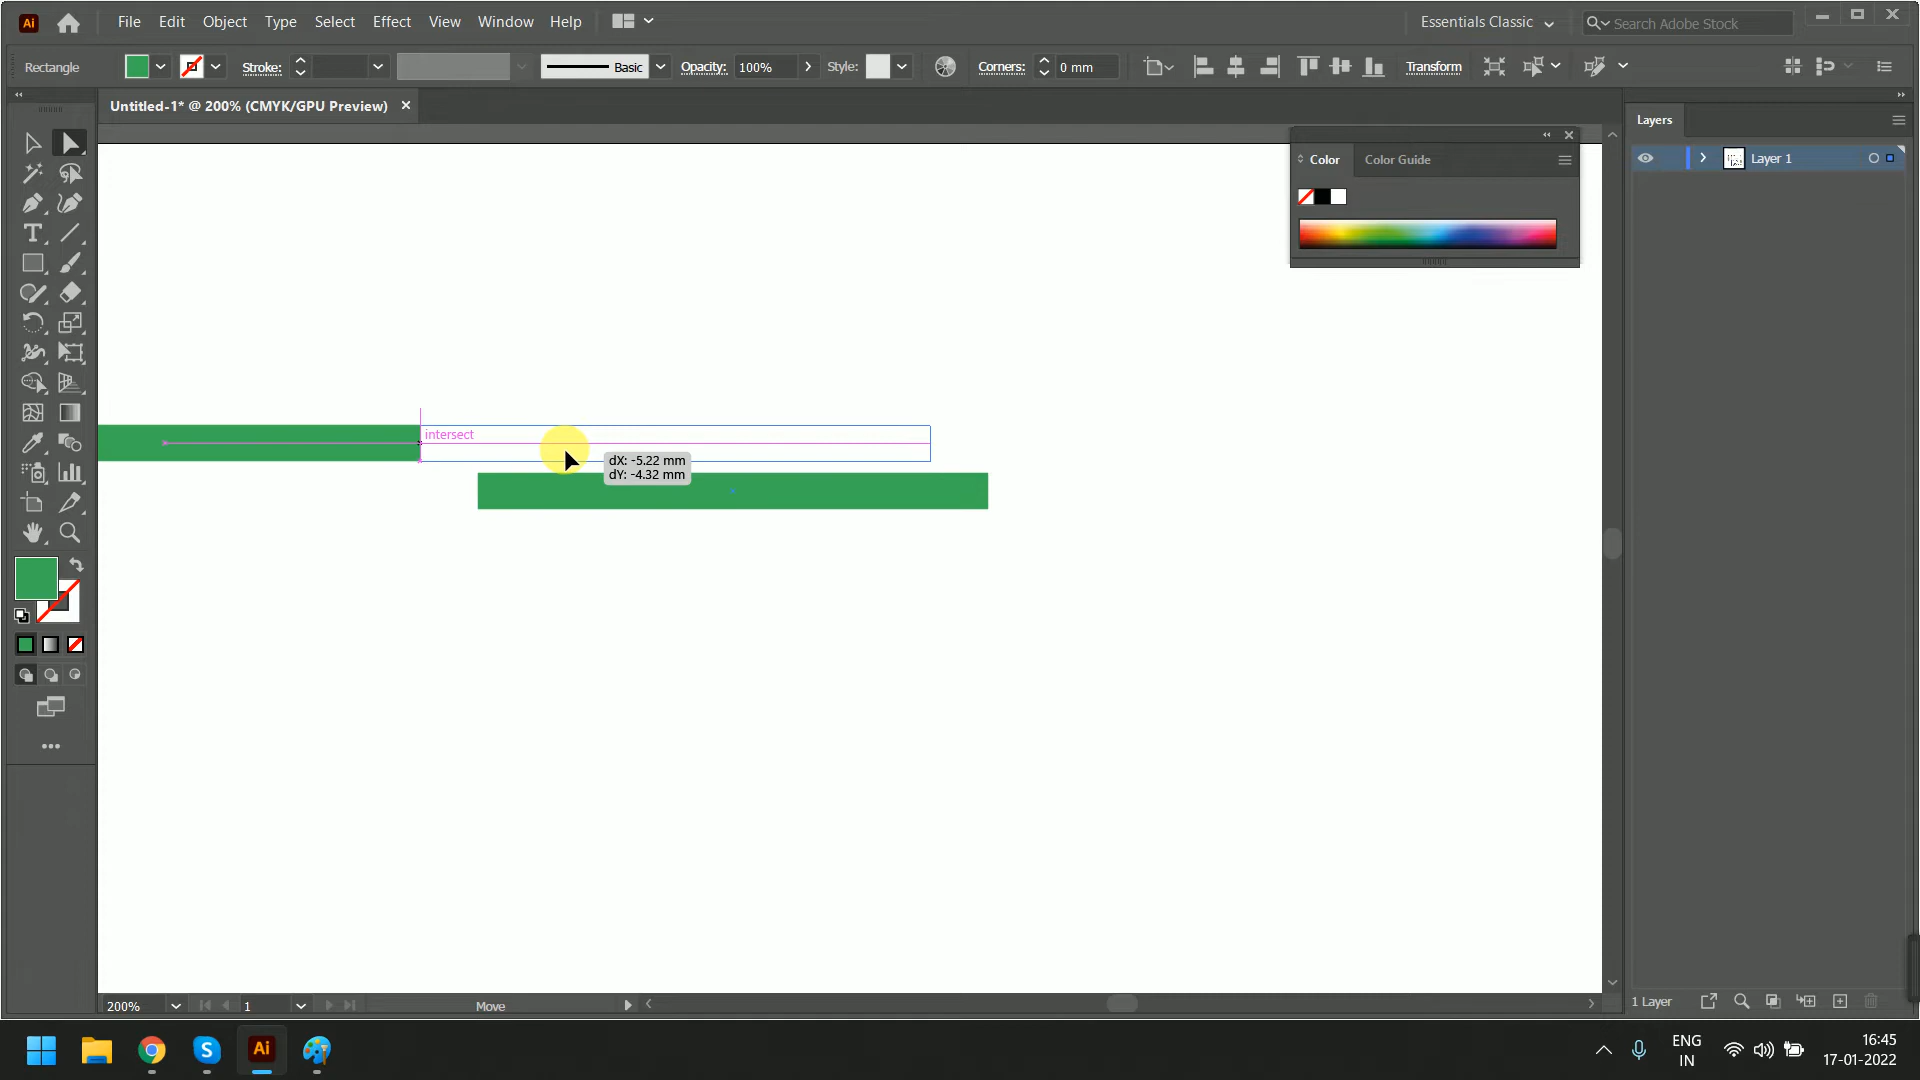 Ai File Edit Object Type Select Effect View Window Help Essentials Classic Search Adobe Stock
Rectangle Stroke: Basic Opacity: 100% Style: Corners: 0 mm Transform
Untitled-1* @ 200% (CMYK/GPU Preview)
Layers
Color Color Guide
Layer 1
intersect
dX: -5.22 mm
dY: -4.32 mm
200% 1 Move
1 Layer
Ai
ENG
IN
16:45
17-01-2022